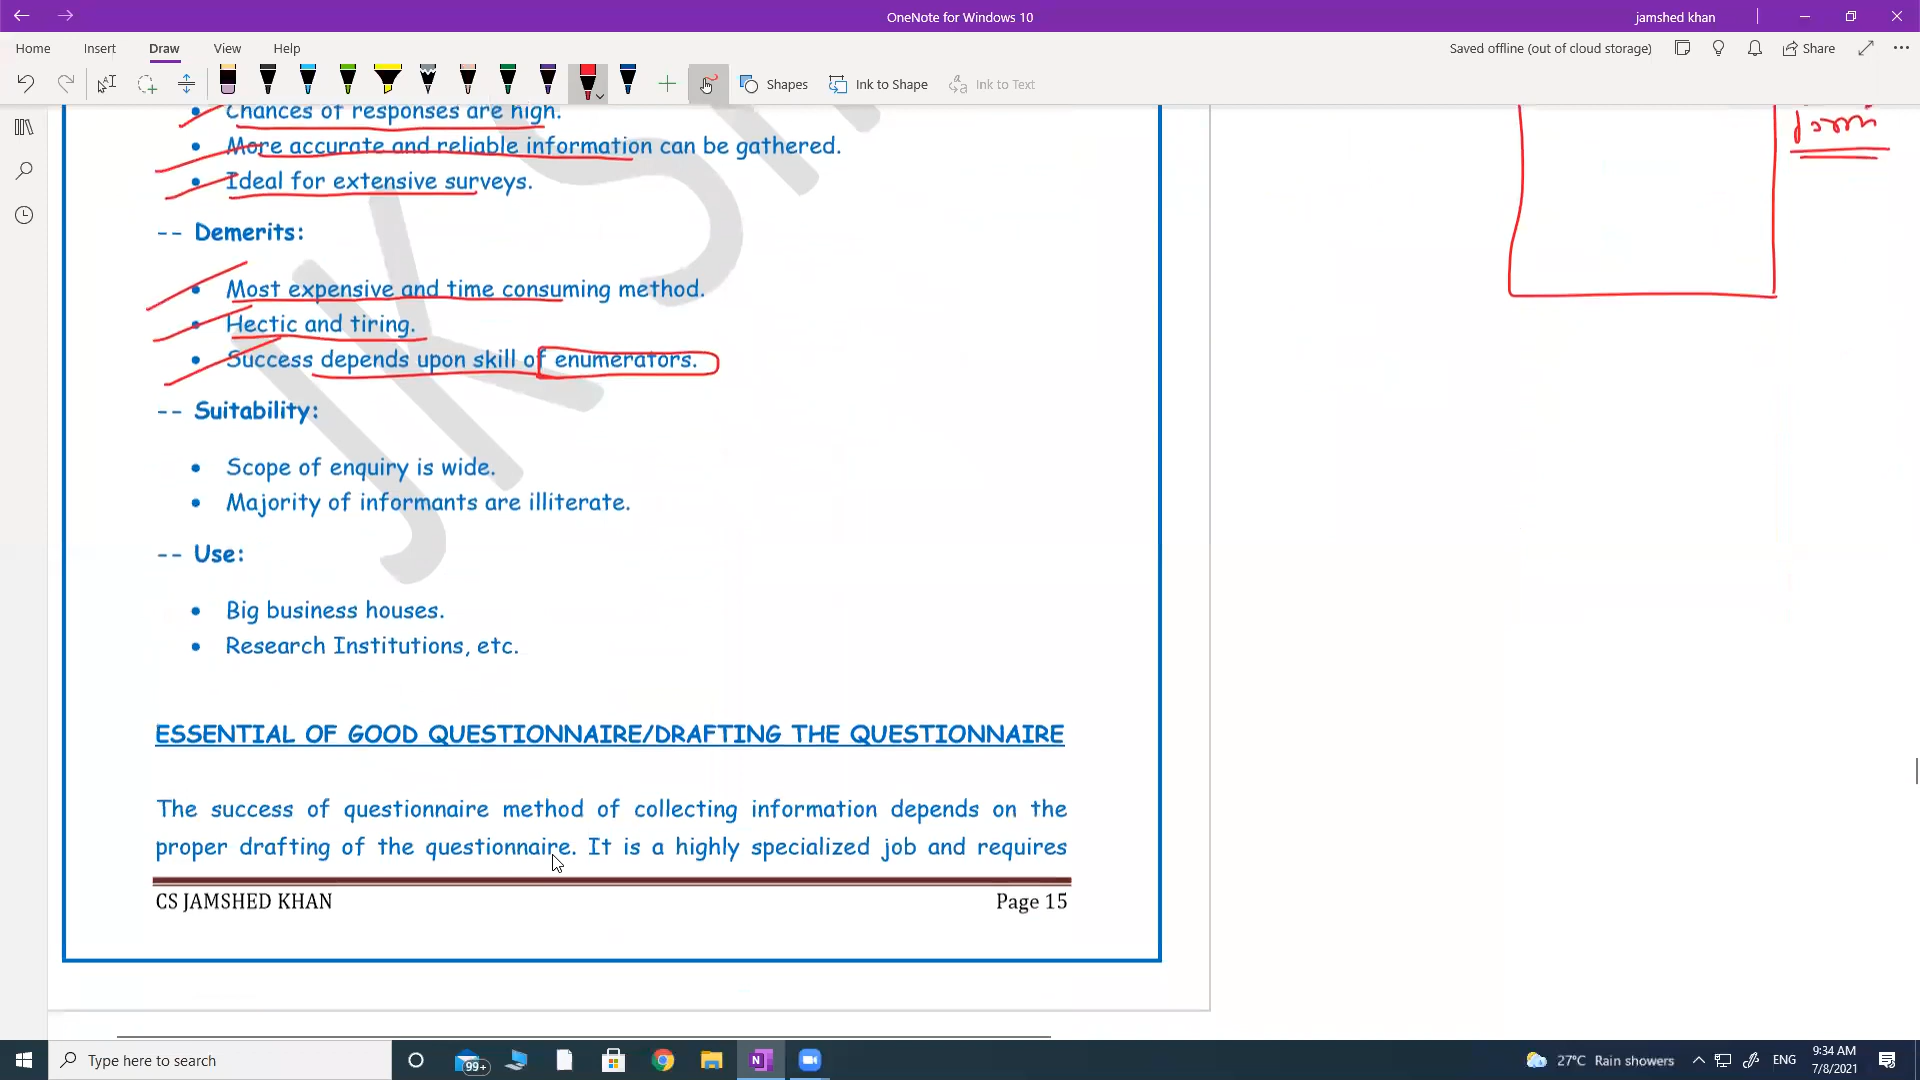 OneNote for Windows 10
jamshed khan
Home Insert Draw View Help
Saved offline (out of cloud storage)
Share
Shapes
Ink to Shape
Ink to Text
• Chances of responses are high.
• More accurate and reliable information can be gathered.
• Ideal for extensive surveys.
-- Demerits:
• Most expensive and time consuming method.
• Hectic and tiring.
• Success depends upon skill of enumerators.
-- Suitability:
• Scope of enquiry is wide.
• Majority of informants are illiterate.
-- Use:
• Big business houses.
• Research Institutions, etc.
ESSENTIAL OF GOOD QUESTIONNAIRE/DRAFTING THE QUESTIONNAIRE
The success of questionnaire method of collecting information depends on the
proper drafting of the questionnaire. It is a highly specialized job and requires
CS JAMSHED KHAN
Page 15
form
Type here to search
99+
27°C Rain showers
ENG
9:34 AM
7/8/2021